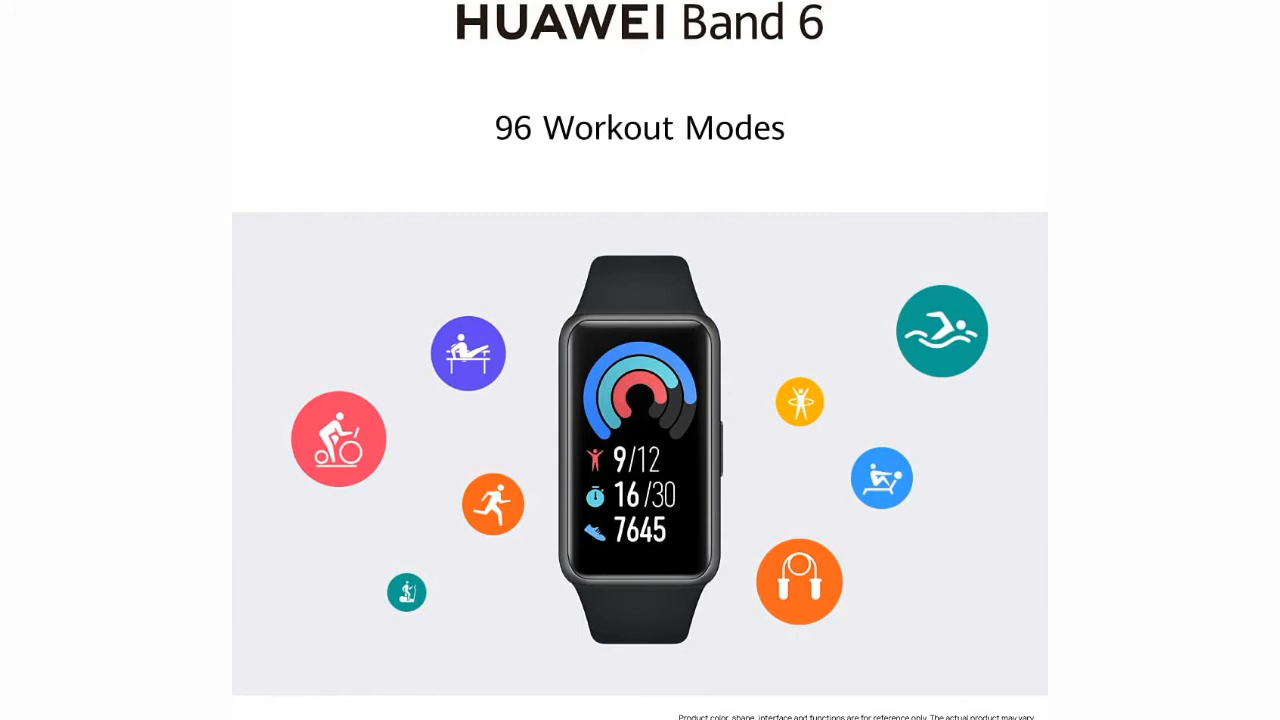 HUAWEI Band 6
96 Workout Modes
9/12
16/30
7645
Product color, shape, interface and functions are for reference only. The actual product may vary.